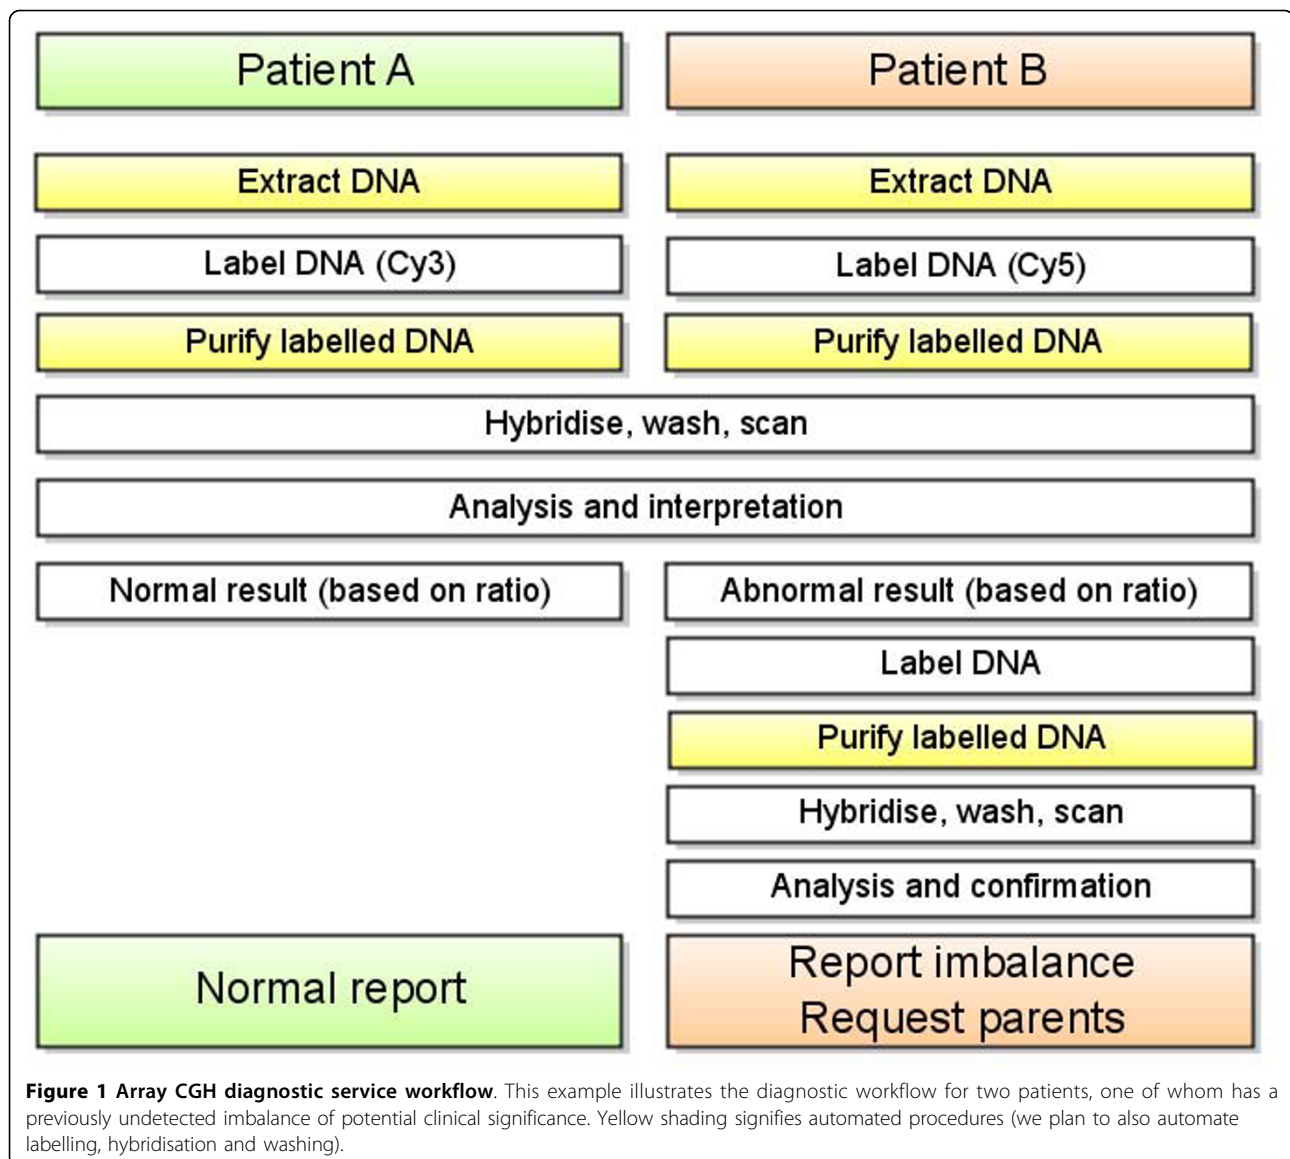 Patient A
Patient B
Extract DNA
Extract DNA
Label DNA (Cy3)
Label DNA (Cy5)
Purify labelled DNA
Purify labelled DNA
Hybridise, wash, scan
Analysis and interpretation
Normal result (based on ratio)
Abnormal result (based on ratio)
Label DNA
Purify labelled DNA
Hybridise, wash, scan
Analysis and confirmation
Normal report
Report imbalance
Request parents
Figure 1 Array CGH diagnostic service workflow. This example illustrates the diagnostic workflow for two patients, one of whom has a
previously undetected imbalance of potential clinical significance. Yellow shading signifies automated procedures (we plan to also automate
labelling, hybridisation and washing).